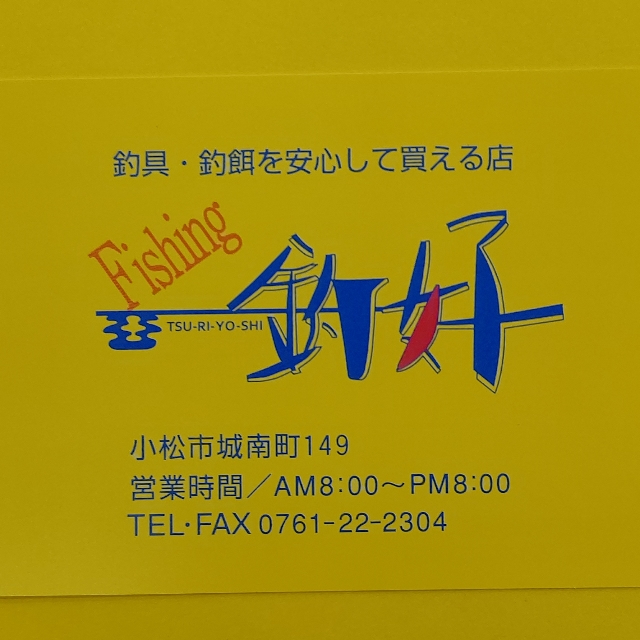 釣具・釣餌を安心して買える店
Fishing
釣好
TSU-RI-YO-SHI
小松市城南町149
営業時間／AM8:00〜PM8:00
TEL・FAX 0761-22-2304